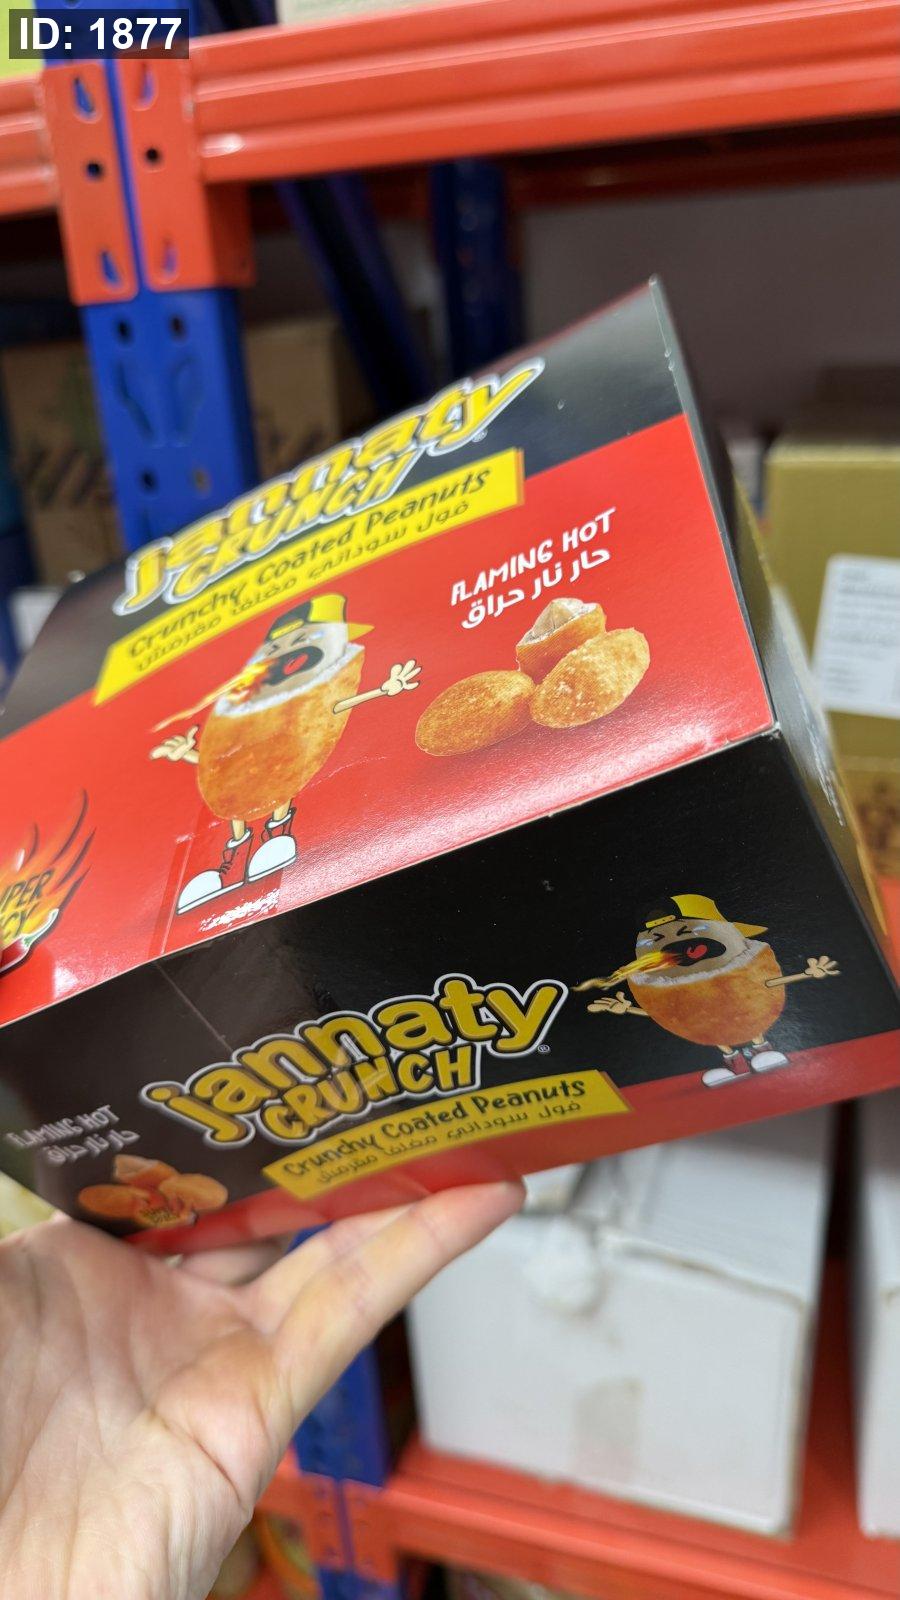 ID: 1877
jannaty
CRUNCH
Crunchy Coated Peanuts
فول سوداني مغلف مقرمش
FLAMING HOT
حار نار حراق
jannaty
CRUNCH
Crunchy Coated Peanuts
فول سوداني مغلف مقرمش
FLAMING HOT
حار نار حراق